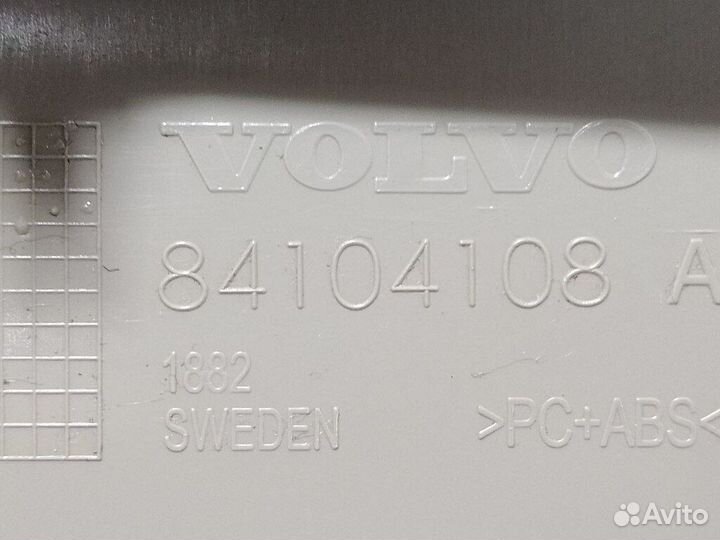 VOLVO
84104108 A
1882
SWEDEN
>PC+ABS<
Avito